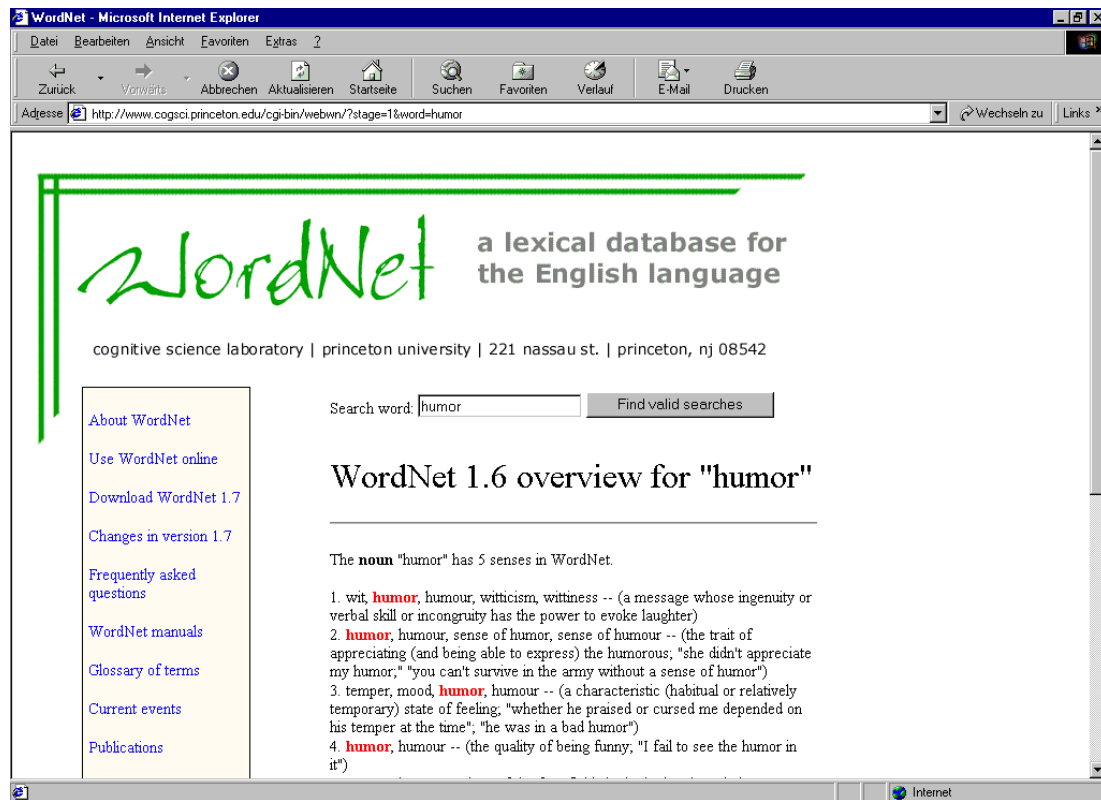 WordNet - Microsoft Internet Explorer
Datei Bearbeiten Ansicht Favoriten Extras ?
Zurück Vorwärts Abbrechen Aktualisieren Startseite Suchen Favoriten Verlauf E-Mail Drucken
Adresse http://www.cogsci.princeton.edu/cgi-bin/webwn/?stage=1&word=humor Wechseln zu Links »
WordNet
a lexical database for
the English language
cognitive science laboratory | princeton university | 221 nassau st. | princeton, nj 08542
About WordNet
Use WordNet online
Download WordNet 1.7
Changes in version 1.7
Frequently asked
questions
WordNet manuals
Glossary of terms
Current events
Publications
Search word: humor Find valid searches
WordNet 1.6 overview for "humor"
The noun "humor" has 5 senses in WordNet.
1. wit, humor, humour, witticism, wittiness -- (a message whose ingenuity or
verbal skill or incongruity has the power to evoke laughter)
2. humor, humour, sense of humor, sense of humour -- (the trait of
appreciating (and being able to express) the humorous; "she didn't appreciate
my humor;" "you can't survive in the army without a sense of humor")
3. temper, mood, humor, humour -- (a characteristic (habitual or relatively
temporary) state of feeling; "whether he praised or cursed me depended on
his temper at the time"; "he was in a bad humor")
4. humor, humour -- (the quality of being funny; "I fail to see the humor in
it")
Internet